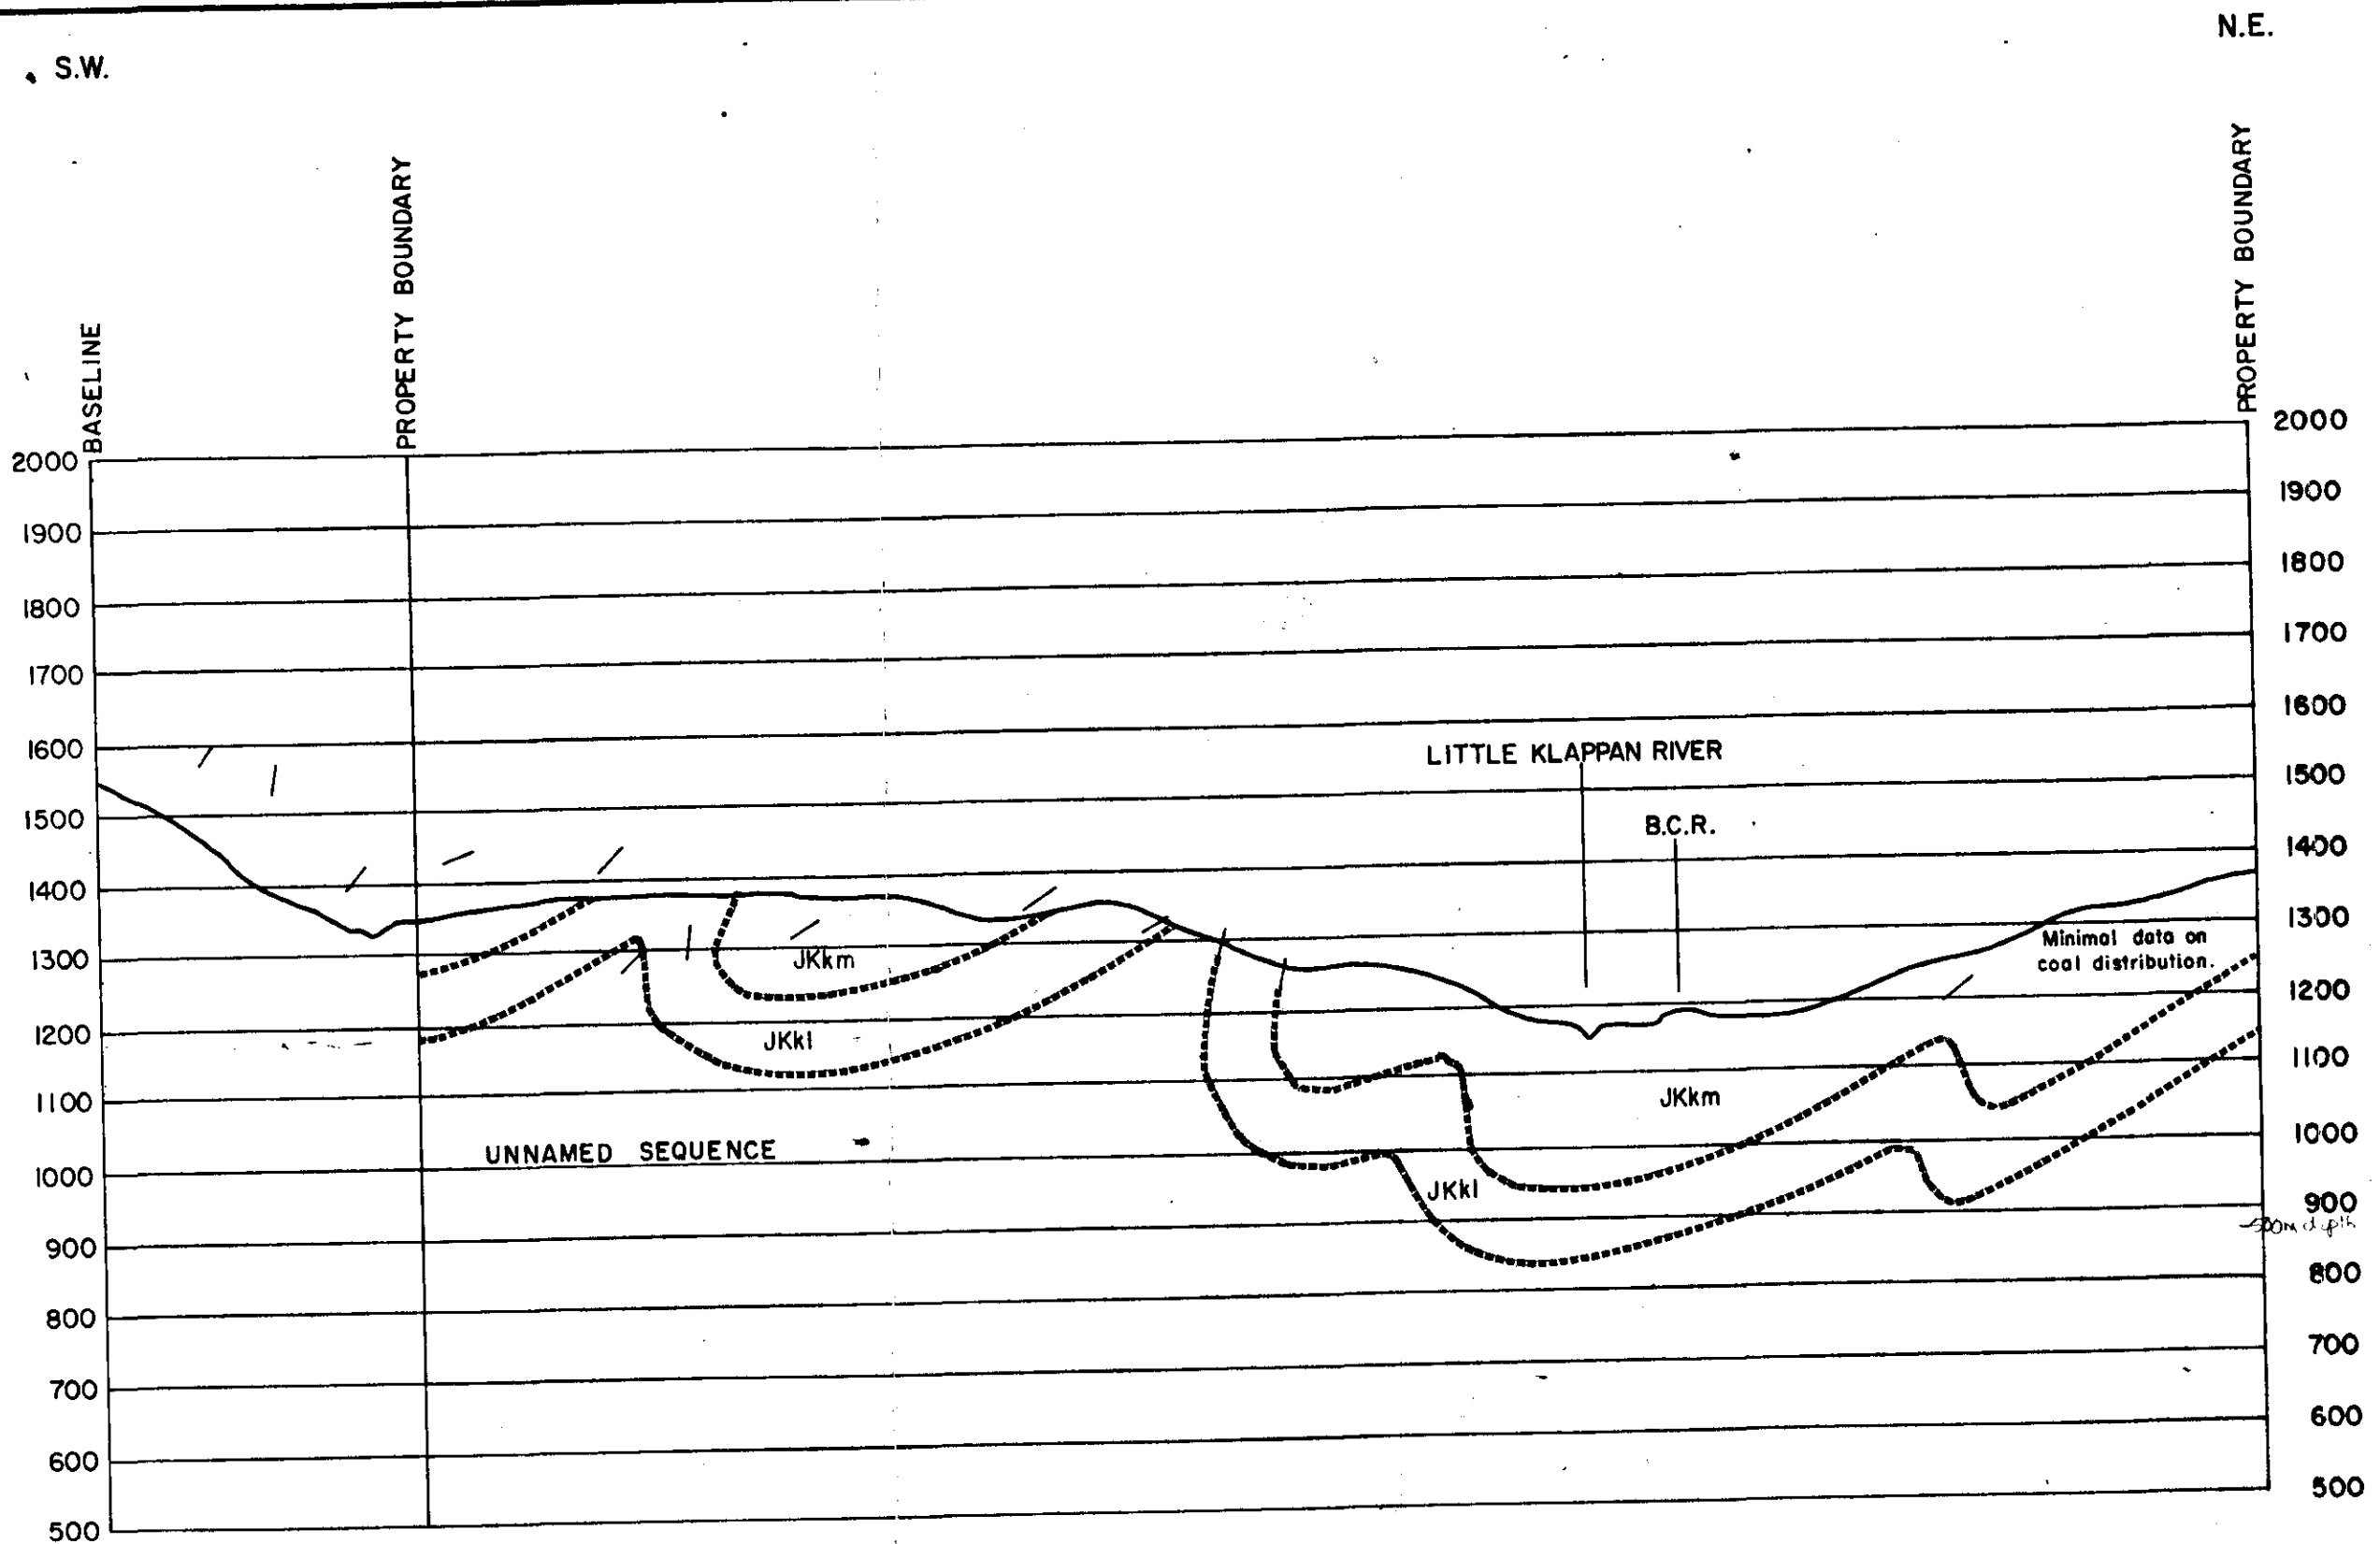 N.E.
S.W.
PROPERTY BOUNDARY
PROPERTY BOUNDARY
BASELINE
2000
2000
1900
1900
1800
1800
1700
1700
1600
1600
LITTLE KLAPPAN RIVER
1500
1500
B.C.R.
1400
1400
1300
1300
Minimal data on
coal distribution.
JKkm
1200
1200
JKkl
1100
1100
JKkm
UNNAMED SEQUENCE
1000
1000
JKkl
900
900
500m depth
800
800
700
700
600
600
500
500